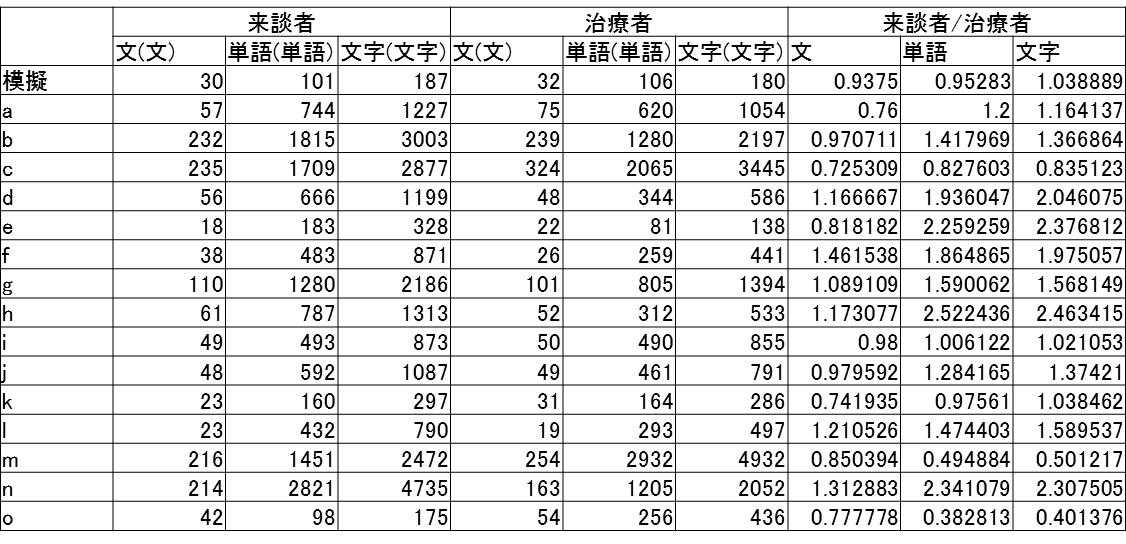 来談者 治療者 来談者/治療者
文(文) 単語(単語) 文字(文字) 文(文) 単語(単語) 文字(文字) 文 単語 文字
模擬 30 101 187 32 106 180 0.9375 0.95283 1.038889
a 57 744 1227 75 620 1054 0.76 1.2 1.164137
b 232 1815 3003 239 1280 2197 0.970711 1.417969 1.366864
c 235 1709 2877 324 2065 3445 0.725309 0.827603 0.835123
d 56 666 1199 48 344 586 1.166667 1.936047 2.046075
e 18 183 328 22 81 138 0.818182 2.259259 2.376812
f 38 483 871 26 259 441 1.461538 1.864865 1.975057
g 110 1280 2186 101 805 1394 1.089109 1.590062 1.568149
h 61 787 1313 52 312 533 1.173077 2.522436 2.463415
i 49 493 873 50 490 855 0.98 1.006122 1.021053
j 48 592 1087 49 461 791 0.979592 1.284165 1.37421
k 23 160 297 31 164 286 0.741935 0.97561 1.038462
l 23 432 790 19 293 497 1.210526 1.474403 1.589537
m 216 1451 2472 254 2932 4932 0.850394 0.494884 0.501217
n 214 2821 4735 163 1205 2052 1.312883 2.341079 2.307505
o 42 98 175 54 256 436 0.777778 0.382813 0.401376